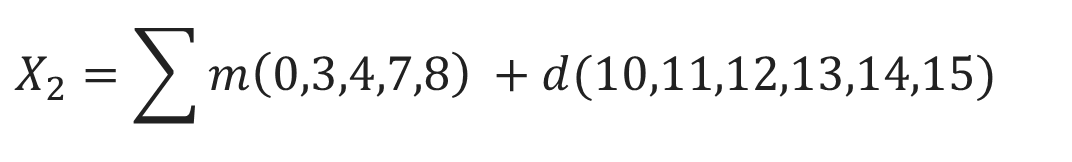 X₂ = ∑ m(0,3,4,7,8) + d(10,11,12,13,14,15)